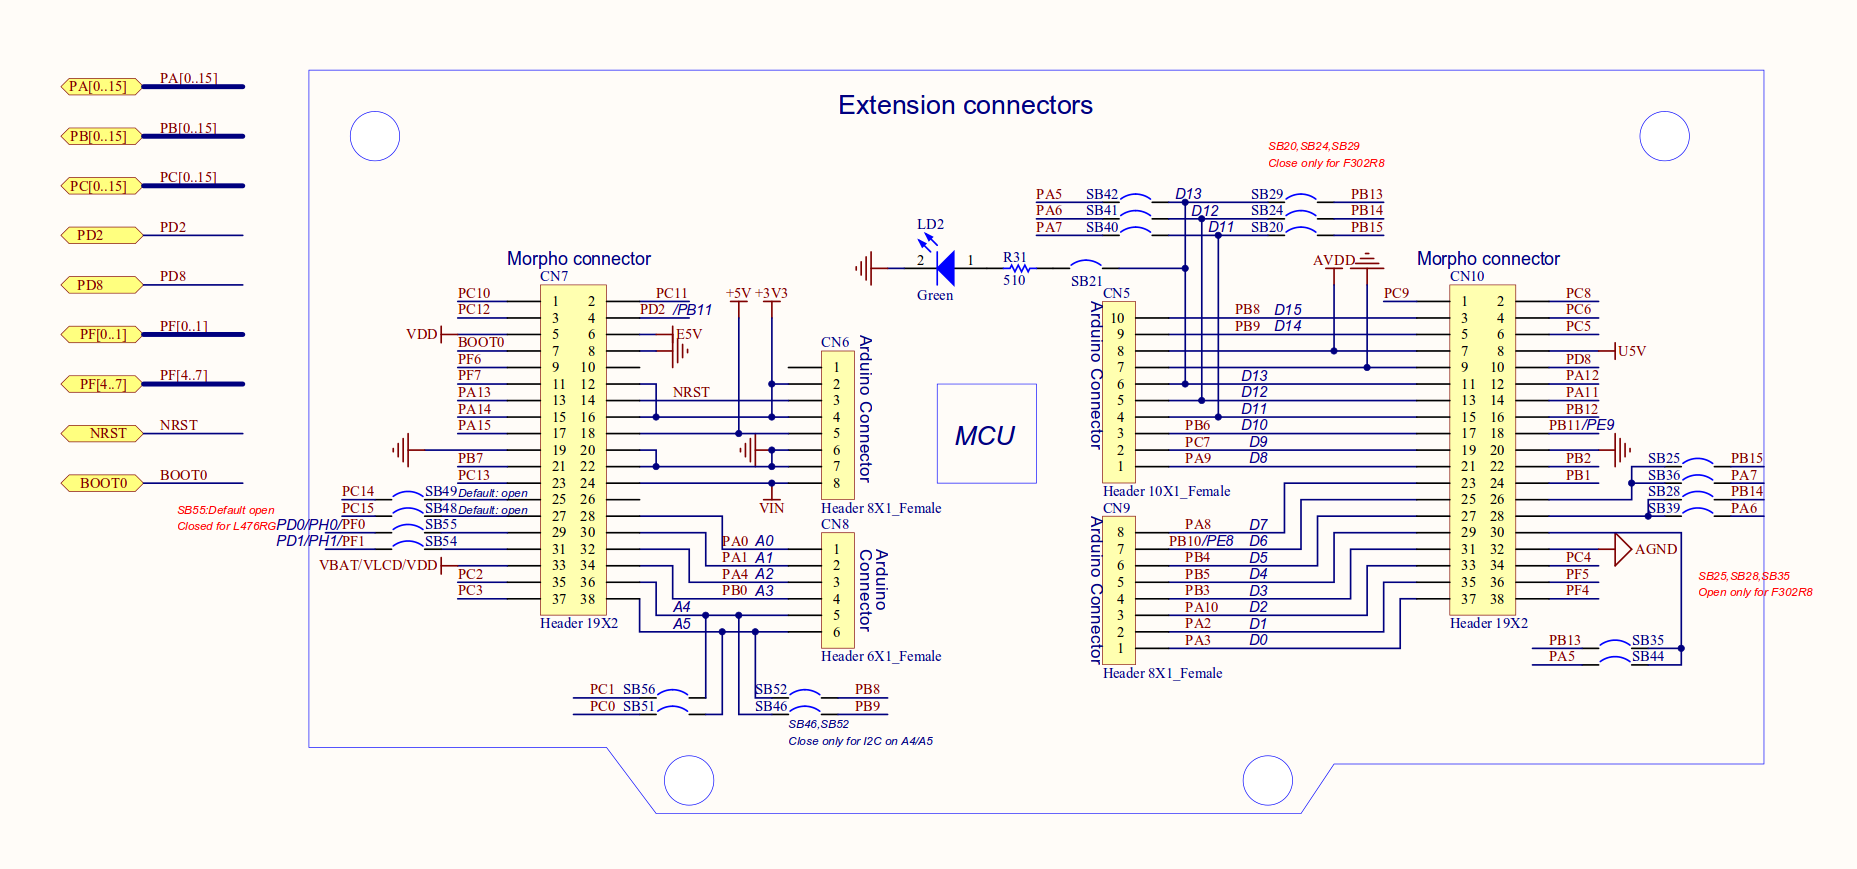 PA[0..15] PA[0..15]
PB[0..15] PB[0..15]
PC[0..15] PC[0..15]
PD2 PD2
PD8 PD8
PF[0..1] PF[0..1]
PF[4..7] PF[4..7]
NRST NRST
BOOT0 BOOT0
Extension connectors
SB20,SB24,SB29
Close only for F302R8
PA5 SB42 D13 SB29 PB13
PA6 SB41 D12 SB24 PB14
PA7 SB40 D11 SB20 PB15
LD2
2 1
Green
R31
510
SB21
AVDD
Morpho connector
CN7
PC10 1 2 PC11
PC12 3 4 PD2 /PB11
VDD 5 6 E5V
BOOT0 7 8
PF6 9 10
PF7 11 12
PA13 13 14 NRST
PA14 15 16
PA15 17 18
19 20
PB7 21 22
PC13 23 24
PC14 SB49 Default: open 25 26
PC15 SB48 Default: open 27 28
PD0/PH0/PF0 SB55 29 30
PD1/PH1/PF1 SB54 31 32
VBAT/VLCD/VDD 33 34
PC2 35 36
PC3 37 38
Header 19X2
SB55:Default open
Closed for L476RG
+5V +3V3
CN6
1
2
3
4
5
6
7
8
Arduino Connector
Header 8X1_Female
VIN
CN8
PA0 A0 1
PA1 A1 2
PA4 A2 3
PB0 A3 4
A4 5
A5 6
Arduino
Connector
Header 6X1_Female
PC1 SB56 SB52 PB8
PC0 SB51 SB46 PB9
SB46,SB52
Close only for I2C on A4/A5
MCU
CN5
Arduino Connector
10 PB8 D15
9 PB9 D14
8
7
6 D13
5 D12
4 D11
3 PB6 D10
2 PC7 D9
1 PA9 D8
Header 10X1_Female
CN9
Arduino Connector
8 PA8 D7
7 PB10/PE8 D6
6 PB4 D5
5 PB5 D4
4 PB3 D3
3 PA10 D2
2 PA2 D1
1 PA3 D0
Header 8X1_Female
Morpho connector
CN10
PC9 1 2 PC8
3 4 PC6
5 6 PC5
7 8 U5V
9 10 PD8
11 12 PA12
13 14 PA11
15 16 PB12
17 18 PB11/PE9
19 20
21 22 PB2
23 24 PB1
25 26
27 28
29 30
31 32 AGND
33 34 PC4
35 36 PF5
37 38 PF4
Header 19X2
SB25 PB15
SB36 PA7
SB28 PB14
SB39 PA6
SB25,SB28,SB35
Open only for F302R8
PB13 SB35
PA5 SB44